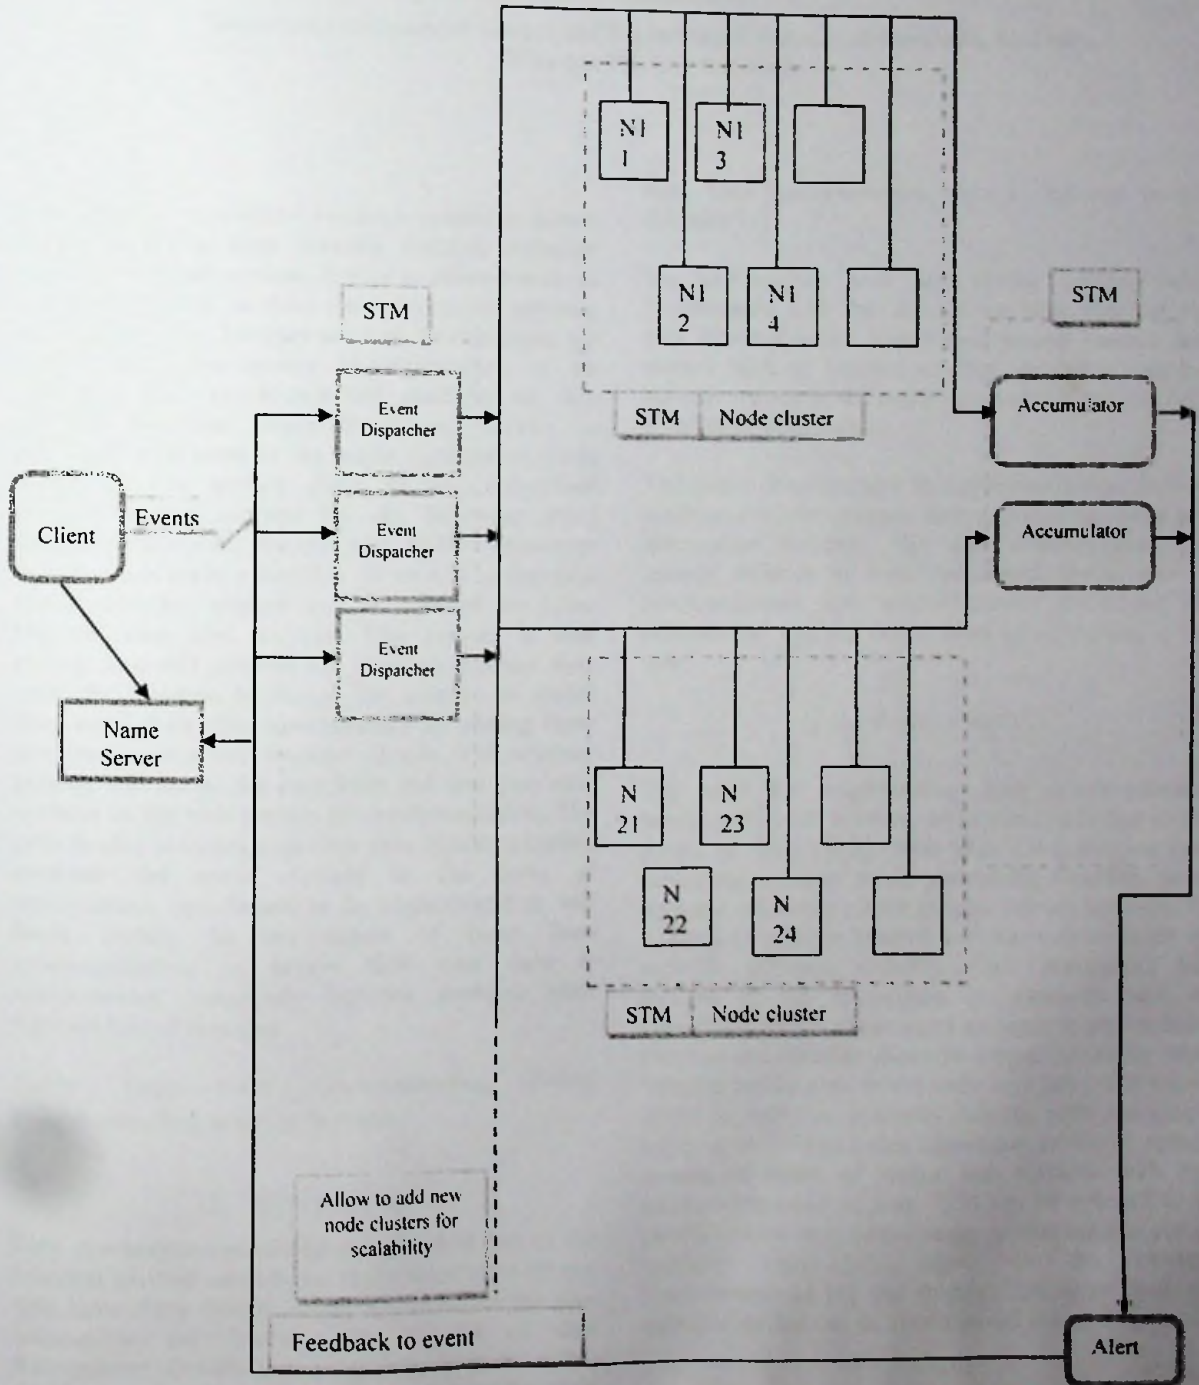 N1
1
N1
3
N1
2
N1
4
STM
STM
Event
Dispatcher
Accumulator
STM
Node cluster
Client
Events
Event
Dispatcher
Accumulator
Event
Dispatcher
Name
Server
N
21
N
23
N
22
N
24
STM
Node cluster
Allow to add new
node clusters for
scalability
Feedback to event
Alert